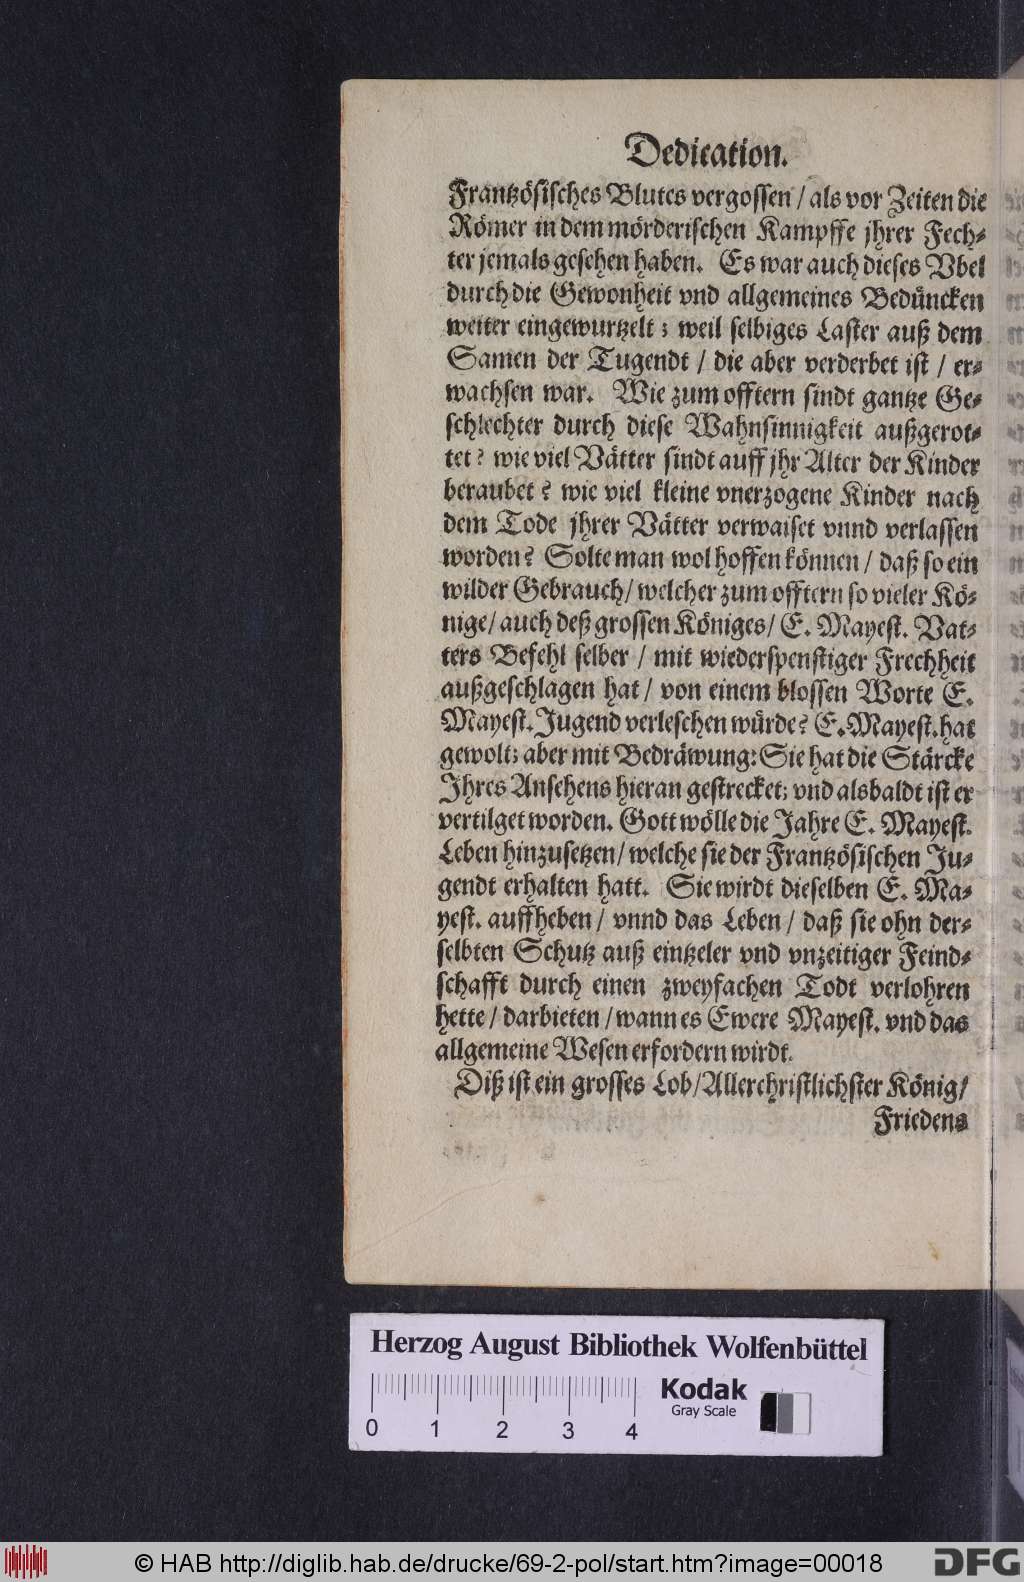 Dedication.
Frantzösisches Blutes vergossen / als vor Zeiten die
Römer in dem mörderischen Kampffe jhrer Fech-
ter jemals gesehen haben. Es war auch dieses Vbel
durch die Gewonheit vnd allgemeines Bedüncken
weiter eingewurtzelt ; weil selbiges Laster auß dem
Samen der Tugendt / die aber verderbet ist / er-
wachsen war. Wie zum offtern sindt gantze Ge-
schlechter durch diese Wahnsinnigkeit außgerot-
tet? wie viel Vätter sindt auff jhr Alter der Kinder
beraubet? wie viel kleine vnerzogene Kinder nach
dem Tode jhrer Vätter verwaiset vnnd verlassen
worden? Solte man wol hoffen können / daß so ein
wilder Gebrauch / welcher zum offtern so vieler Kö-
nige / auch deß grossen Königes / E. Mayest. Vat-
ters Befehl selber / mit wiederspenstiger Frechheit
außgeschlagen hat / von einem blossen Worte E.
Mayest. Jugend verleschen würde? E. Mayest. hat
gewolt; aber mit Bedräwung: Sie hat die Stärcke
Jhres Ansehens hieran gestrecket; vnd alsbaldt ist er
vertilget worden. Gott wölle die Jahre E. Mayest.
Leben hinzusetzen / welche sie der Frantzösischen Ju-
gendt erhalten hatt. Sie wirdt dieselben E. Ma-
yest. auffheben / vnnd das Leben / daß sie ohn der-
selbten Schutz auß eintzeler vnd vnzeitiger Feind-
schafft durch einen zweyfachen Todt verlohren
hette / darbieten / wann es Ewere Mayest. vnd das
allgemeine Wesen erfordern wirdt.
Diß ist ein grosses Lob / Allerchristlichster König /
Friedens
Herzog August Bibliothek Wolfenbüttel
Kodak
Gray Scale
0 1 2 3 4
© HAB http://diglib.hab.de/drucke/69-2-pol/start.htm?image=00018
DFG